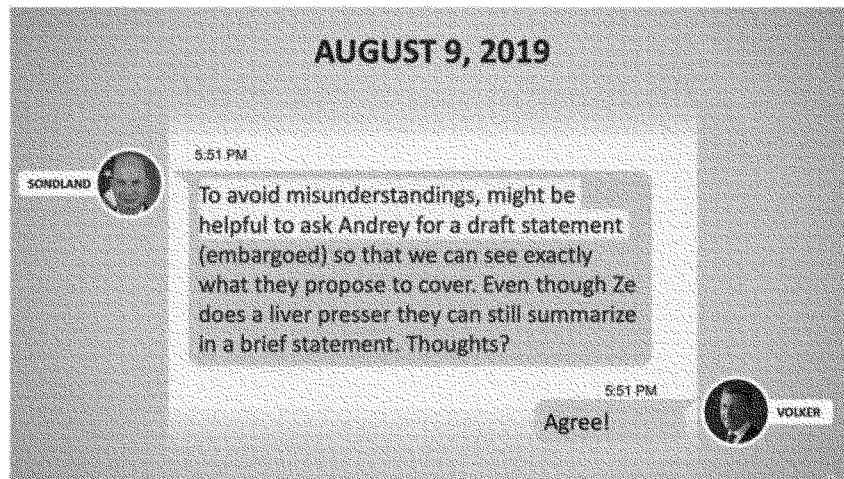 AUGUST 9, 2019
5:51 PM
SONDLAND
To avoid misunderstandings, might be
helpful to ask Andrey for a draft statement
(embargoed) so that we can see exactly
what they propose to cover. Even though Ze
does a liver presser they can still summarize
in a brief statement. Thoughts?
5:51 PM
Agree!
VOLKER